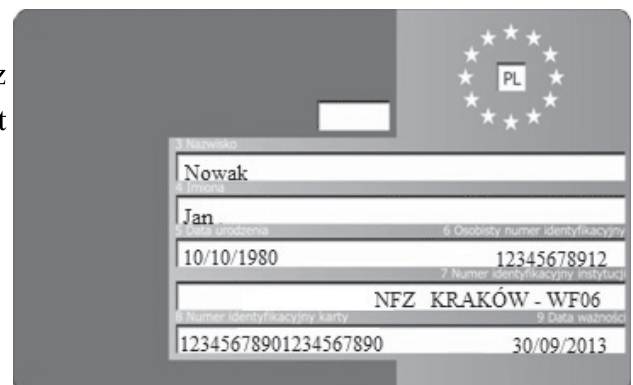 z
t
PL
3 Nazwisko
Nowak
4 Imiona
Jan
5 Data urodzenia 6 Osobisty numer identyfikacyjny
10/10/1980 12345678912
7 Numer identyfikacyjny instytucji
NFZ KRAKÓW - WF06
8 Numer identyfikacyjny karty 9 Data ważności
12345678901234567890 30/09/2013